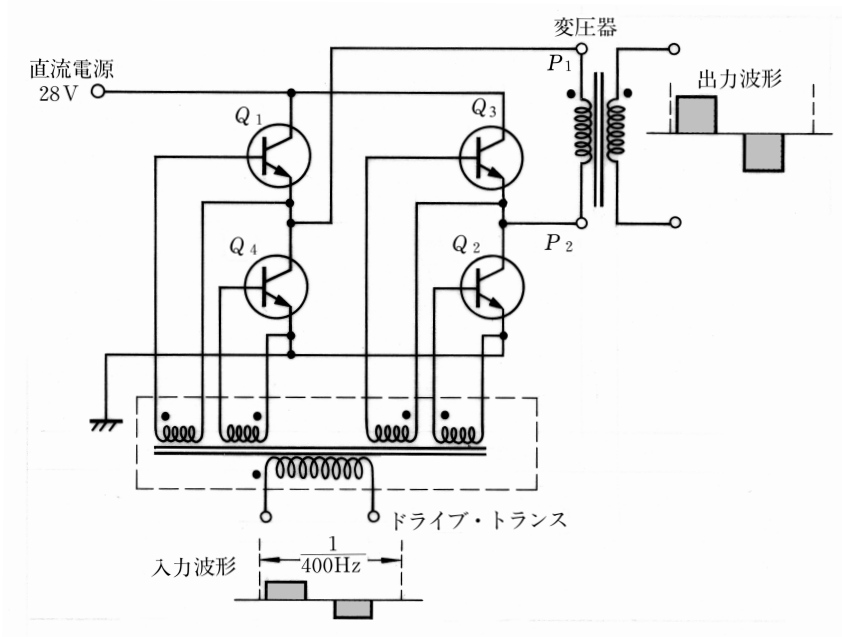 変圧器
P1
直流電源
28V
出力波形
Q1
Q3
Q4
Q2
P2
ドライブ・トランス
入力波形
1
400Hz